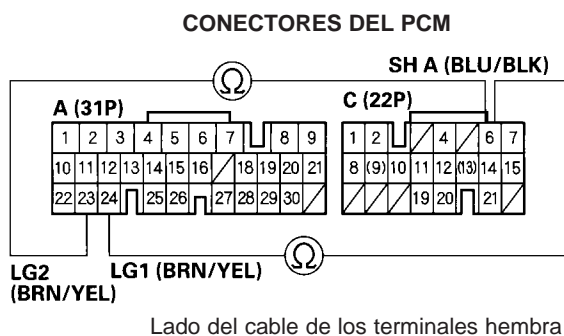 CONECTORES DEL PCM
Ω
SH A (BLU/BLK)
A (31P)
C (22P)
1 2 3 4 5 6 7 8 9
1 2 4 6 7
10 11 12 13 14 15 16 18 19 20 21
8 (9) 10 11 12 (13) 14 15
22 23 24 25 26 27 28 29 30
19 20 21
LG2
(BRN/YEL)
LG1 (BRN/YEL)
Ω
Lado del cable de los terminales hembra